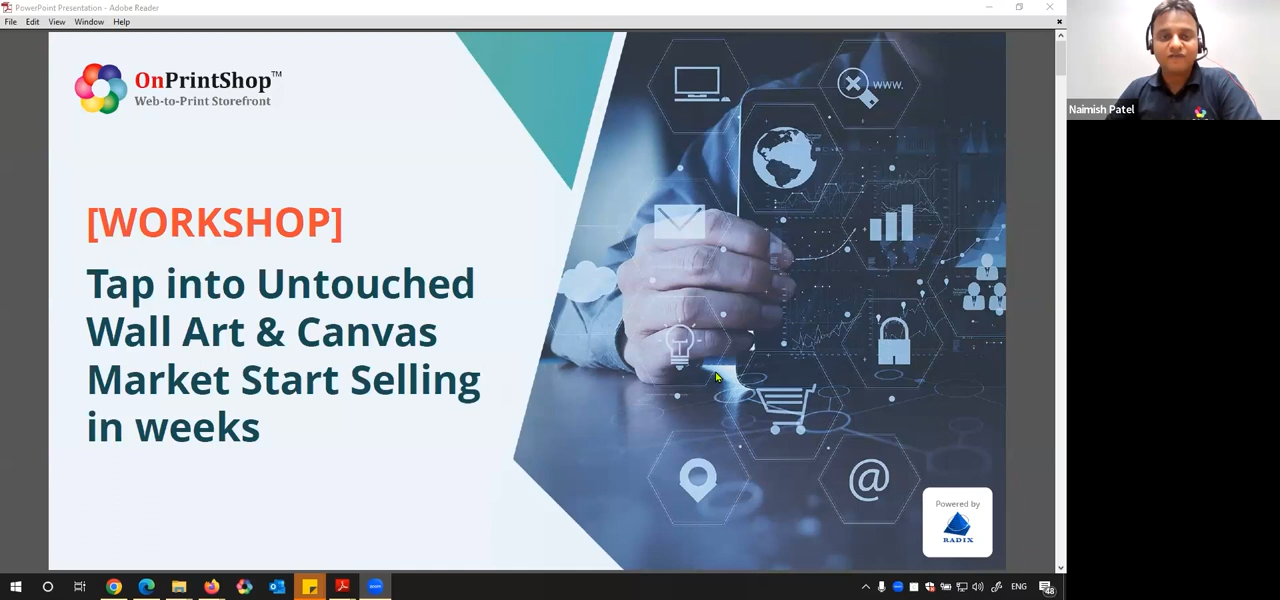 PowerPoint Presentation - Adobe Reader
File Edit View Window Help
OnPrintShop™
Web-to-Print Storefront
www.
[WORKSHOP]
Tap into Untouched
Wall Art & Canvas
Market Start Selling
in weeks
@
Powered by
RADIX
Naimish Patel
ENG
48